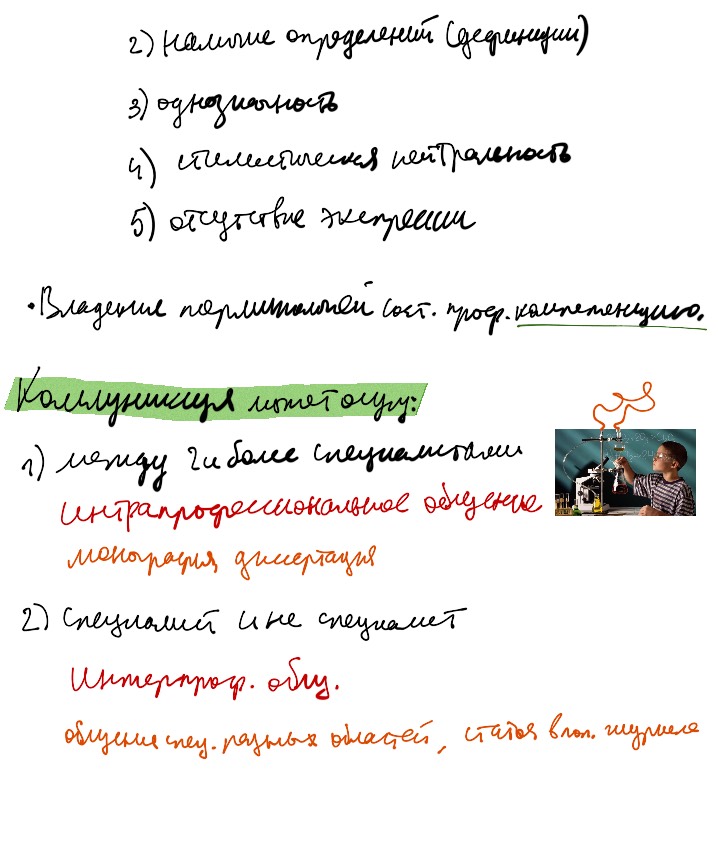 2) наличие определений (дефиниции)
3) однозначность
4) стилистическая нейтральность
5) отсутствие экспрессии
• Владение терминологией сост. проф. компетенцию.
Коммуникация может осущ:
1) между 2 и более специалистами
интрапрофессиональное общение
монография, диссертация
2) специалист и не специалист
Интерпроф. общ.
общение спец. разных областей, статья в поп. журнале